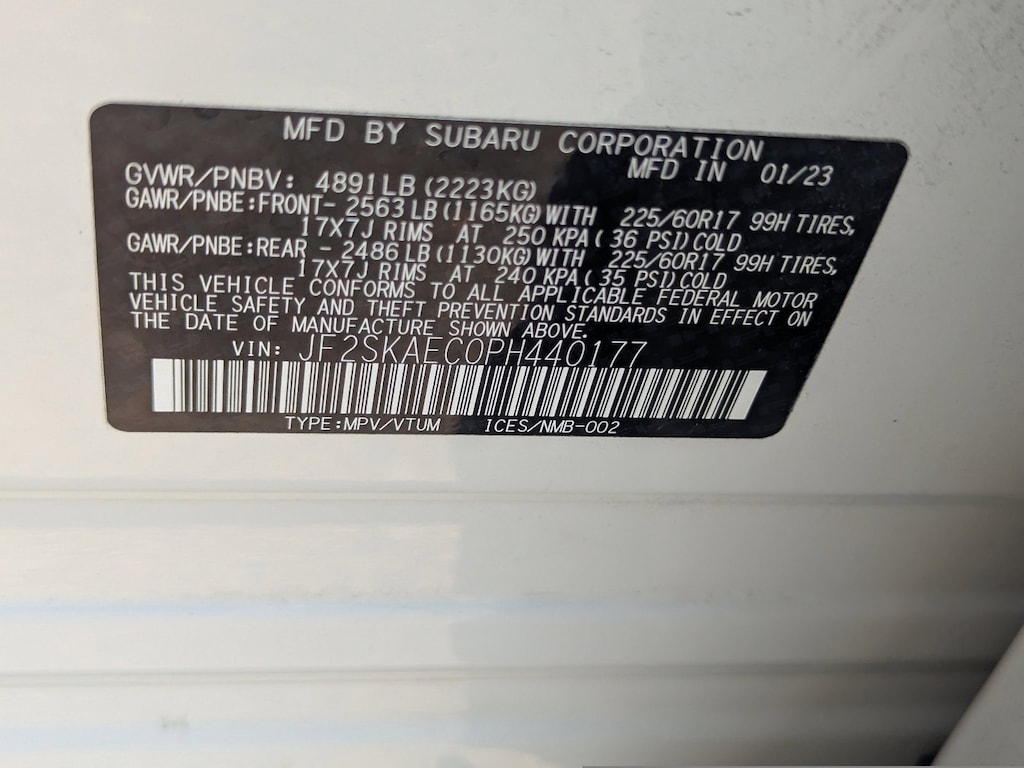 MFD BY SUBARU CORPORATION
MFD IN 01/23
GVWR/PNBV: 4891LB (2223KG)
GAWR/PNBE:FRONT- 2563LB (1165KG) WITH 225/60R17 99H TIRES,
17X7J RIMS AT 250 KPA ( 36 PSI) COLD
GAWR/PNBE:REAR - 2486LB (1130KG) WITH 225/60R17 99H TIRES,
17X7J RIMS AT 240 KPA ( 35 PSI) COLD
THIS VEHICLE CONFORMS TO ALL APPLICABLE FEDERAL MOTOR
VEHICLE SAFETY AND THEFT PREVENTION STANDARDS IN EFFECT ON
THE DATE OF MANUFACTURE SHOWN ABOVE.
VIN: JF2SKAEC0PH440177
TYPE:MPV/VTUM ICES/NMB-002